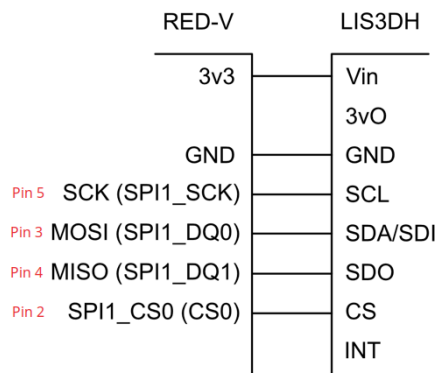 RED-V LIS3DH
3v3 Vin
3vO
GND GND
Pin 5 SCK (SPI1_SCK) SCL
Pin 3 MOSI (SPI1_DQ0) SDA/SDI
Pin 4 MISO (SPI1_DQ1) SDO
Pin 2 SPI1_CS0 (CS0) CS
INT